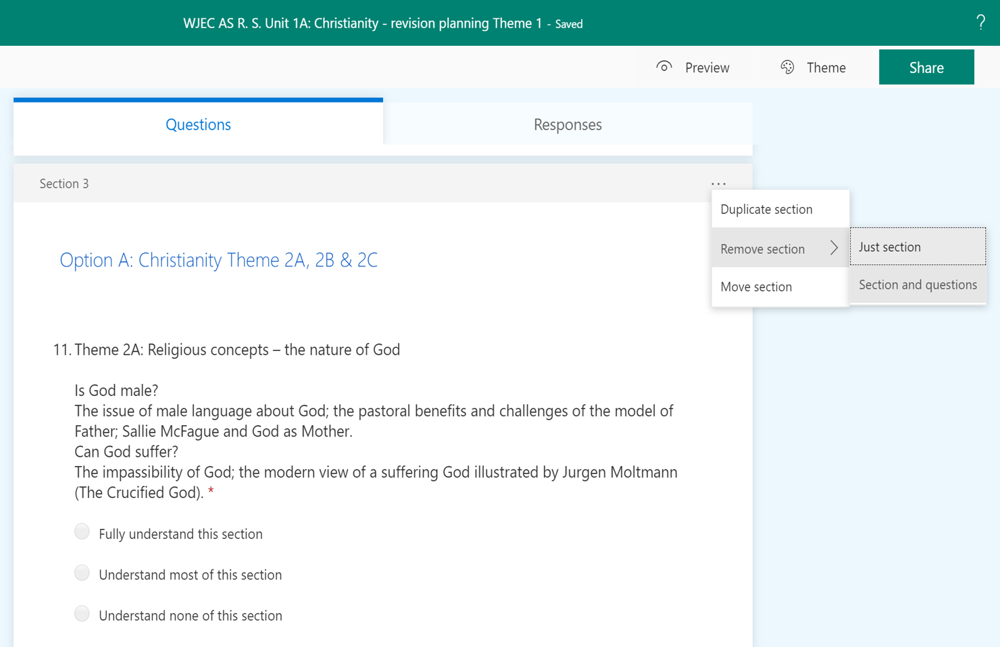 WJEC AS R. S. Unit 1A: Christianity - revision planning Theme 1 - Saved
?
Preview
Theme
Share
Questions
Responses
Section 3
...
Duplicate section
Remove section
Just section
Section and questions
Move section
Option A: Christianity Theme 2A, 2B & 2C
11. Theme 2A: Religious concepts – the nature of God
Is God male?
The issue of male language about God; the pastoral benefits and challenges of the model of
Father; Sallie McFague and God as Mother.
Can God suffer?
The impassibility of God; the modern view of a suffering God illustrated by Jurgen Moltmann
(The Crucified God). *
Fully understand this section
Understand most of this section
Understand none of this section